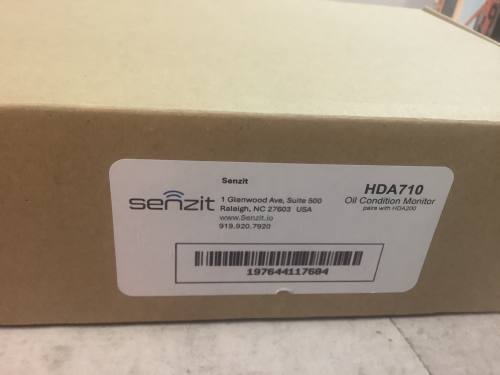 Senzit
senzit
1 Glenwood Ave, Suite 500
Raleigh, NC 27603 USA
www.Senzit.io
919.920.7920
HDA710
Oil Condition Monitor
pairs with HDA200
197644117684